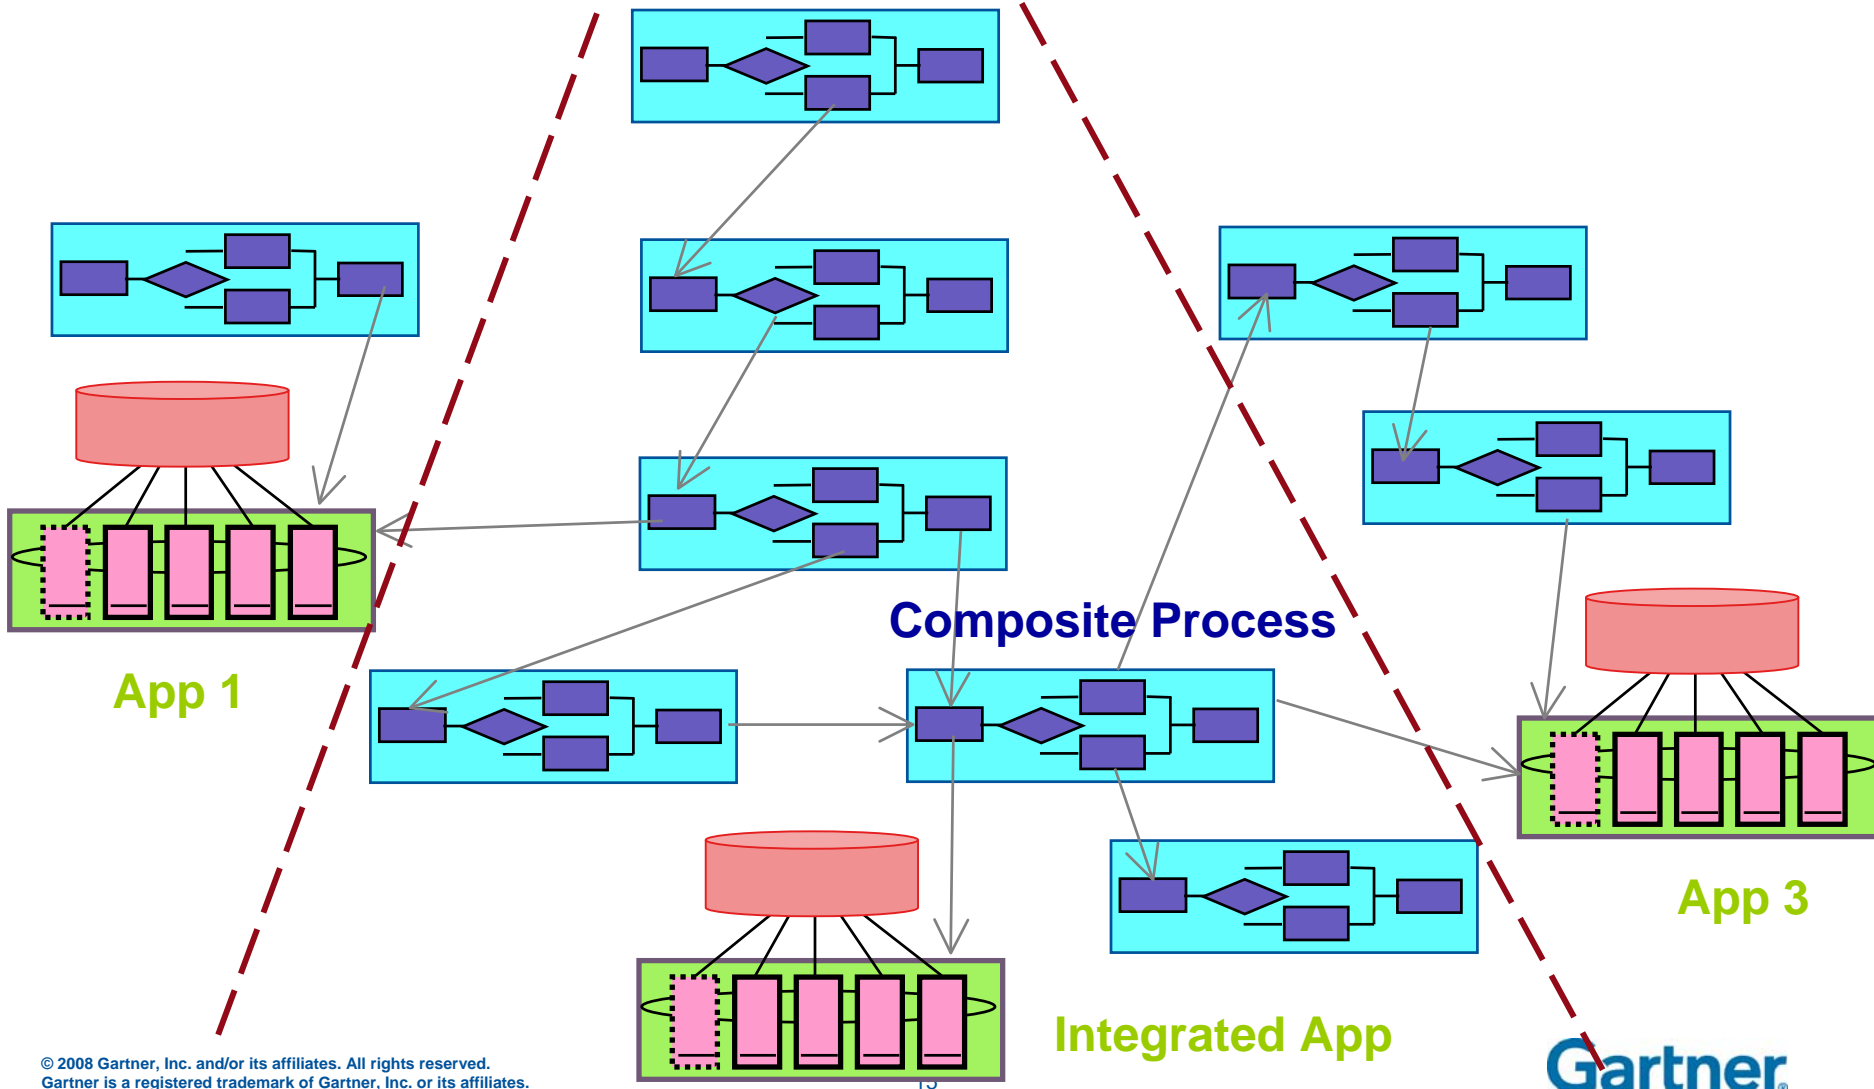 Composite Process
App 1
App 3
Integrated App
© 2008 Gartner, Inc. and/or its affiliates. All rights reserved.
Gartner is a registered trademark of Gartner, Inc. or its affiliates.
Gartner